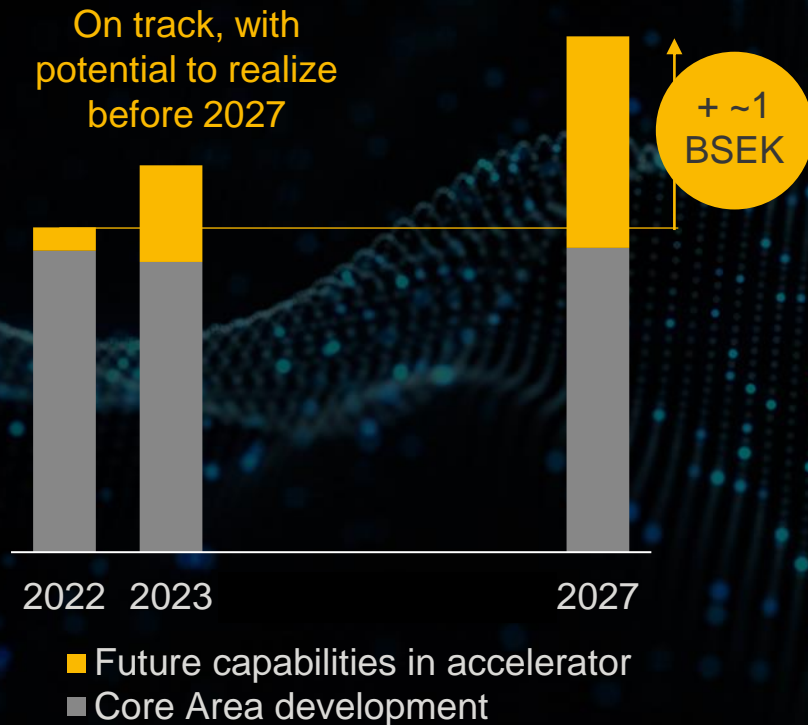 On track, with
potential to realize
before 2027
+ ~1
BSEK
2022 2023 2027
Future capabilities in accelerator
Core Area development